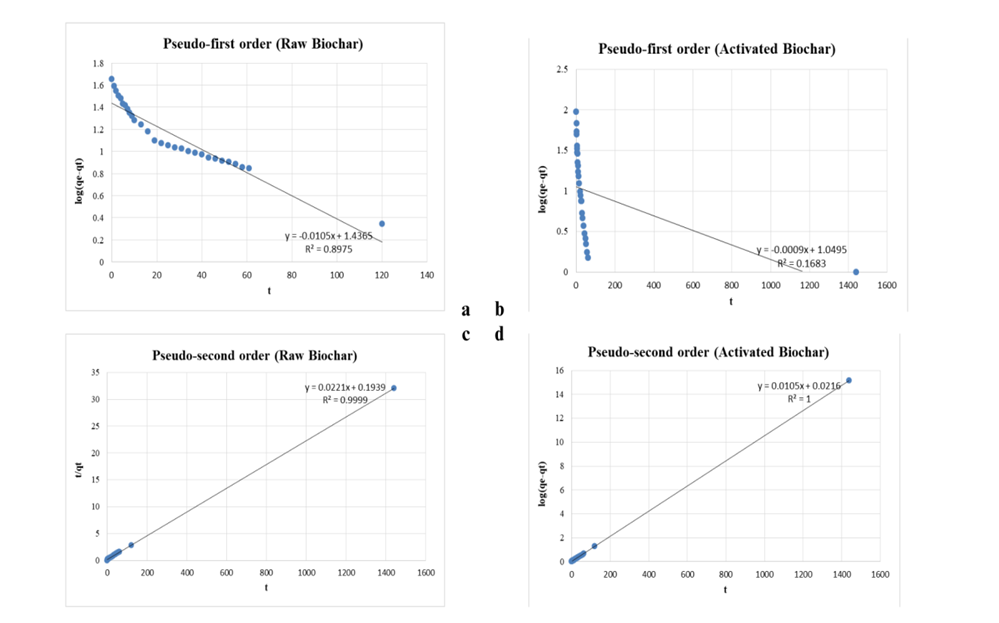 Pseudo-first order (Raw Biochar)
1.8
1.6
1.4
1.2
1
0.8
0.6
0.4
0.2
0
log(qe-qt)
y = -0.0105x + 1.4365
R² = 0.8975
0 20 40 60 80 100 120 140
t
Pseudo-first order (Activated Biochar)
2.5
2
1.5
1
0.5
0
log(qe-qt)
y = -0.0009x + 1.0495
R² = 0.1683
0 200 400 600 800 1000 1200 1400 1600
t
a b
c d
Pseudo-second order (Raw Biochar)
35
30
25
20
15
10
5
0
t/qt
y = 0.0221x + 0.1939
R² = 0.9999
0 200 400 600 800 1000 1200 1400 1600
t
Pseudo-second order (Activated Biochar)
16
14
12
10
8
6
4
2
0
log(qe-qt)
y = 0.0105x + 0.0216
R² = 1
0 200 400 600 800 1000 1200 1400 1600
t